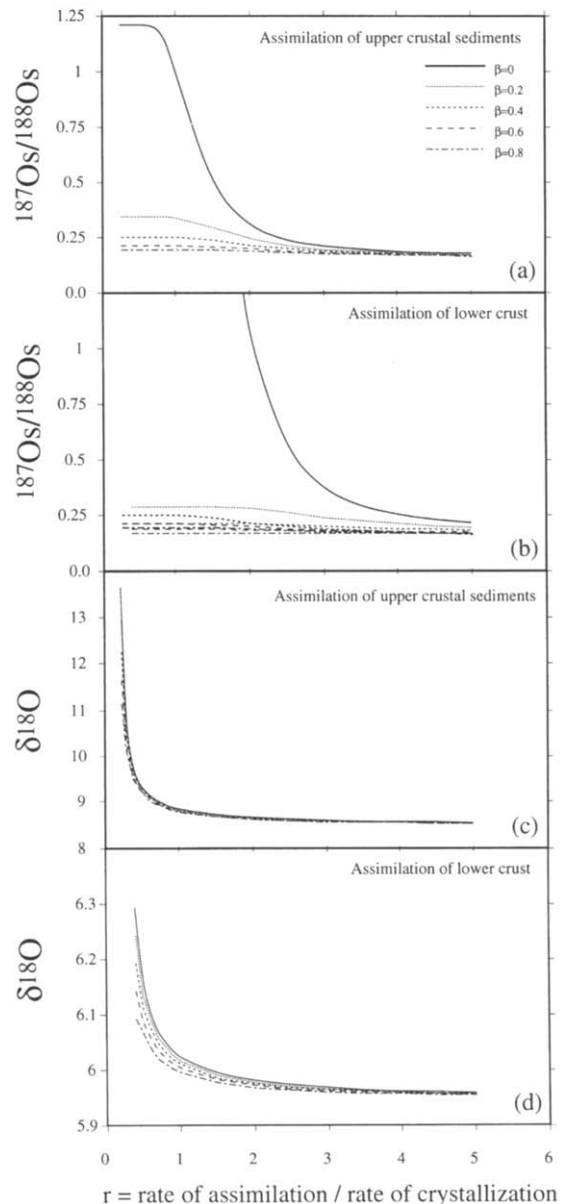 1.25
Assimilation of upper crustal sediments
β=0
β=0.2
β=0.4
β=0.6
β=0.8
1
0.75
0.5
0.25
0.0
187Os/188Os
(a)
Assimilation of lower crust
1
0.75
0.5
0.25
0.0
187Os/188Os
(b)
Assimilation of upper crustal sediments
13
12
11
10
9
8
δ18O
(c)
Assimilation of lower crust
6.3
6.2
6.1
6
5.9
δ18O
(d)
0 1 2 3 4 5 6
r = rate of assimilation / rate of crystallization